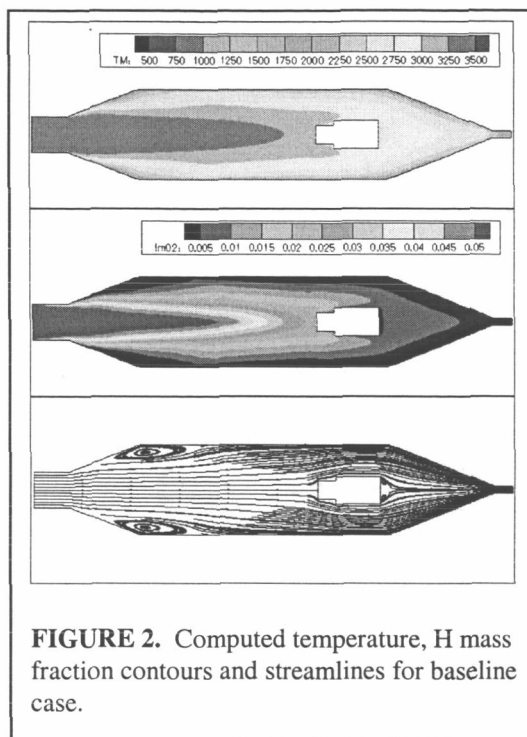 TM: 500 750 1000 1250 1500 1750 2000 2250 2500 2750 3000 3250 3500
fm02: 0.005 0.01 0.015 0.02 0.025 0.03 0.035 0.04 0.045 0.05
FIGURE 2. Computed temperature, H mass
fraction contours and streamlines for baseline
case.